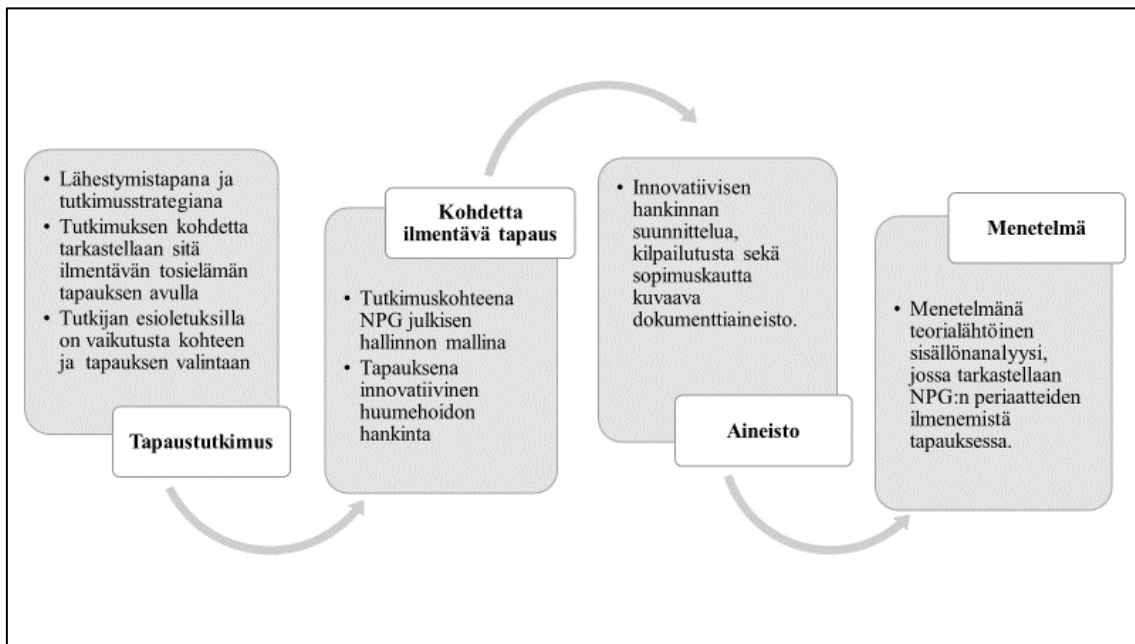 • Lähestymistapana ja
tutkimusstrategiana
• Tutkimuksen kohdetta
tarkastellaan sitä
ilmentävän tosielämän
tapauksen avulla
• Tutkijan esioletuksilla
on vaikutusta kohteen
ja tapauksen valintaan
Tapaustutkimus
Kohdetta
ilmentävä tapaus
• Tutkimuskohteena
NPG julkisen
hallinnon mallina
• Tapauksena
innovatiivinen
huumehoidon
hankinta
• Innovatiivisen
hankinnan
suunnittelua,
kilpailutusta sekä
sopimuskautta
kuvaava
dokumenttiaineisto.
Aineisto
Menetelmä
• Menetelmänä
teorialähtöinen
sisällönanalyysi,
jossa tarkastellaan
NPG:n periaatteiden
ilmenemistä
tapauksessa.